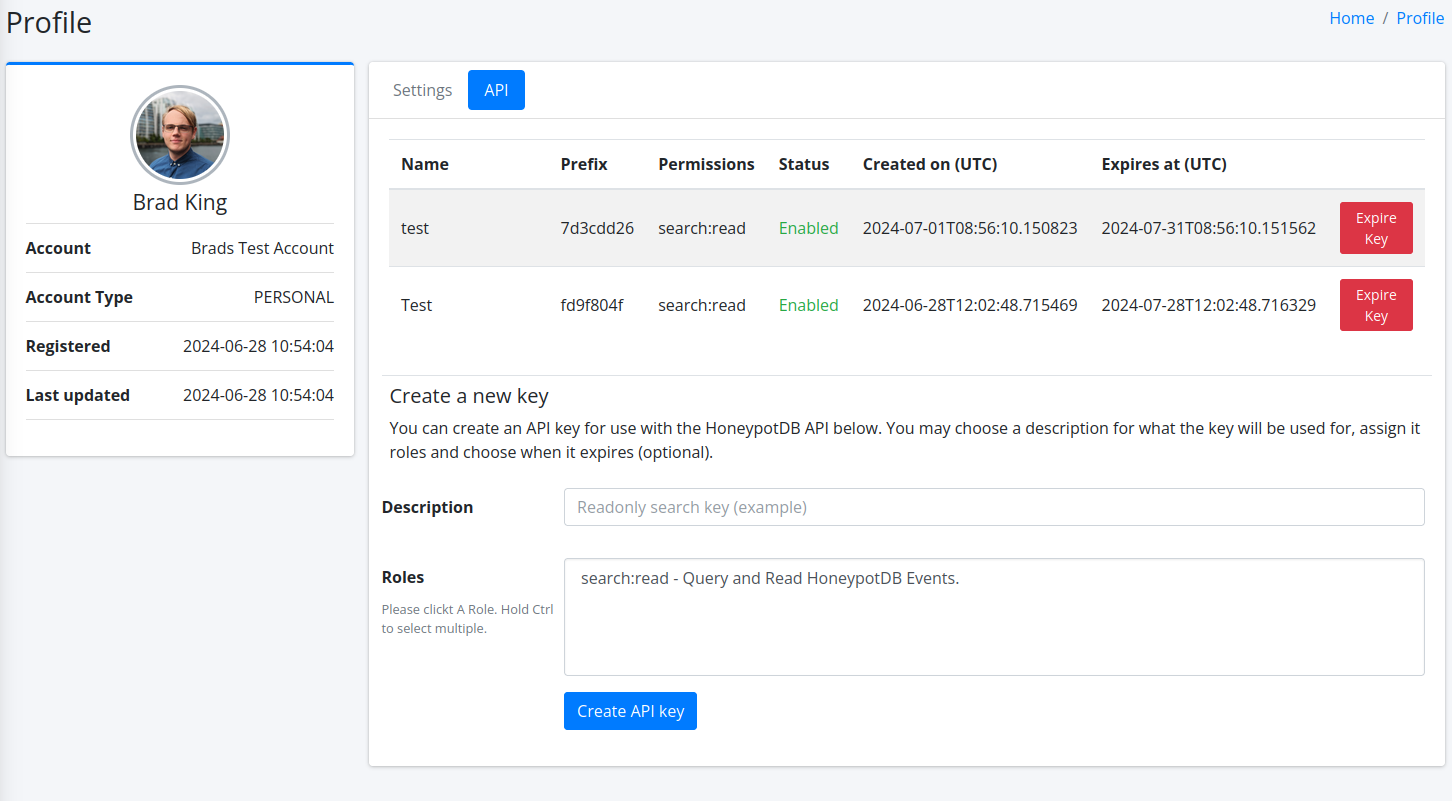 Profile
Home / Profile
Brad King
Account Brads Test Account
Account Type PERSONAL
Registered 2024-06-28 10:54:04
Last updated 2024-06-28 10:54:04
Settings API
Name Prefix Permissions Status Created on (UTC) Expires at (UTC)
test 7d3cdd26 search:read Enabled 2024-07-01T08:56:10.150823 2024-07-31T08:56:10.151562 Expire
Key
Test fd9f804f search:read Enabled 2024-06-28T12:02:48.715469 2024-07-28T12:02:48.716329 Expire
Key
Create a new key
You can create an API key for use with the HoneypotDB API below. You may choose a description for what the key will be used for, assign it
roles and choose when it expires (optional).
Description Readonly search key (example)
Roles search:read - Query and Read HoneypotDB Events.
Please clickt A Role. Hold Ctrl
to select multiple.
Create API key